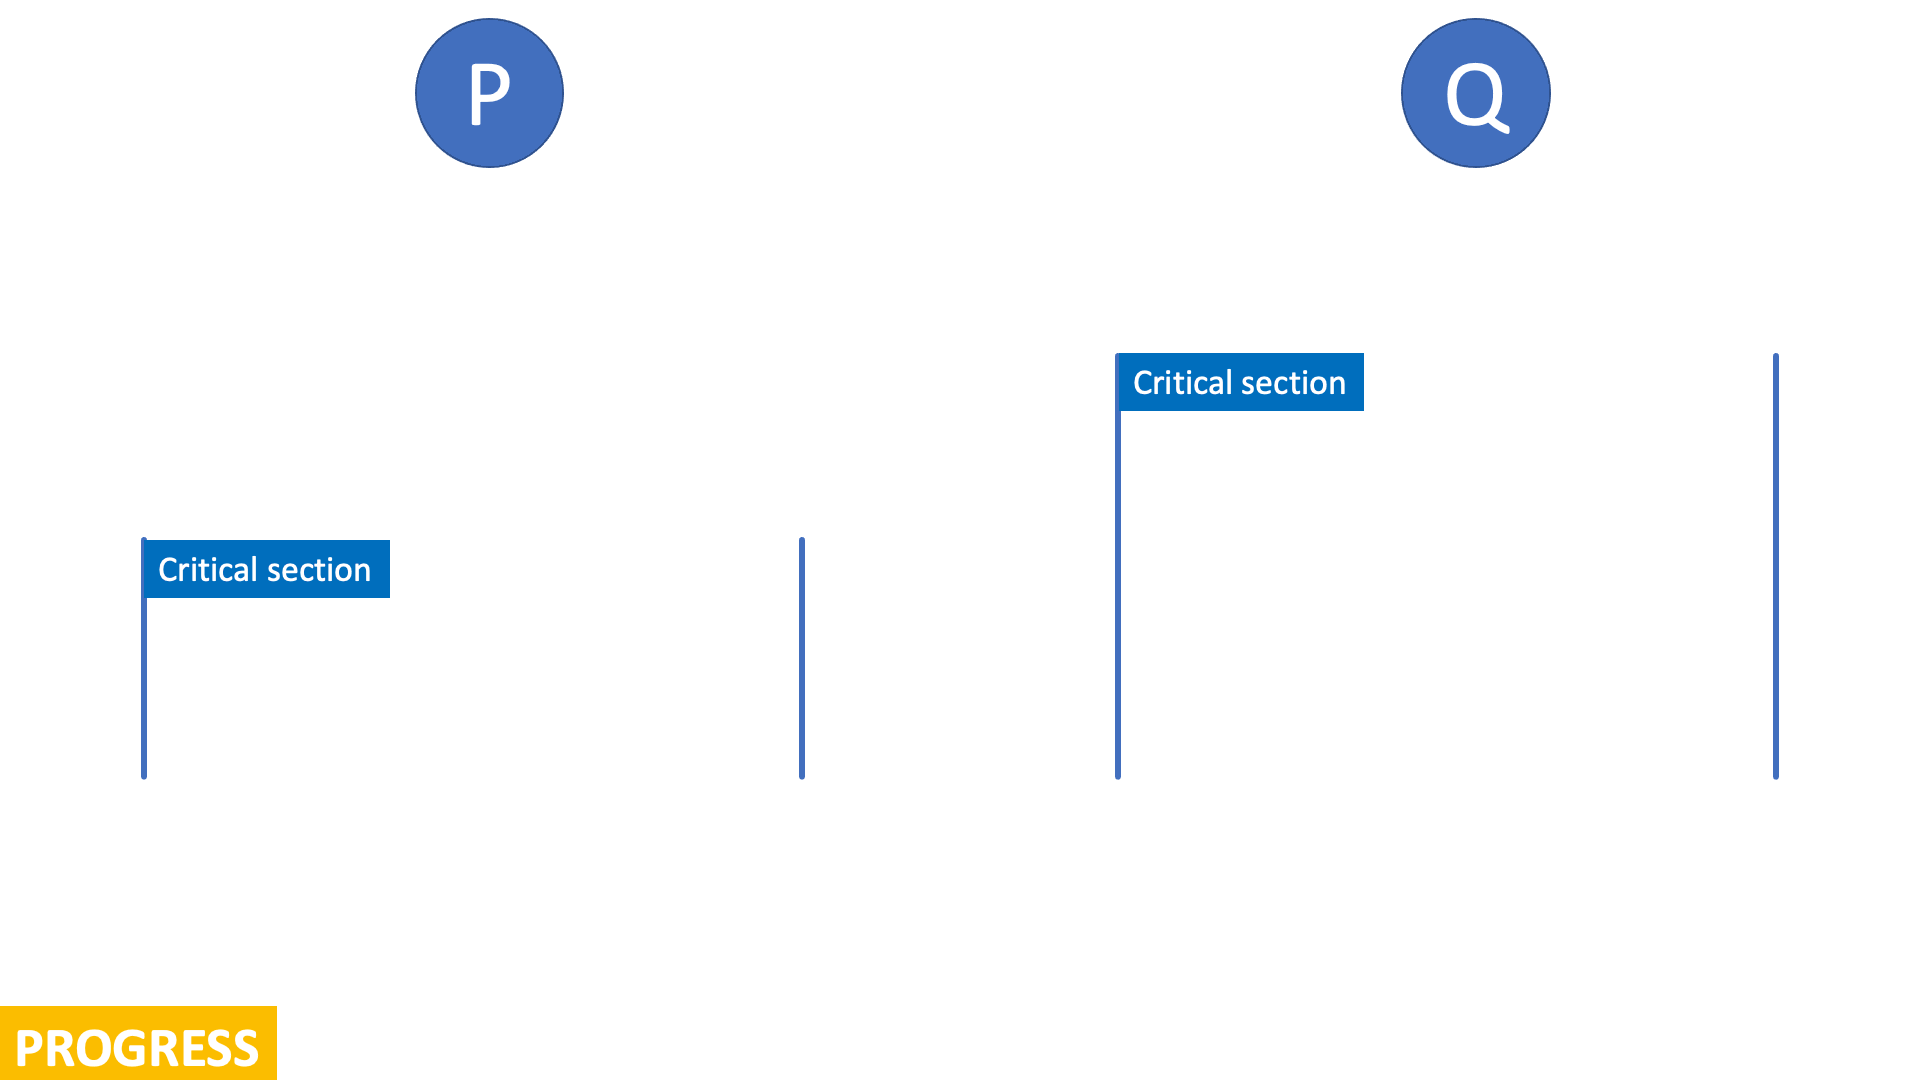 P
Q
Critical section
Critical section
PROGRESS